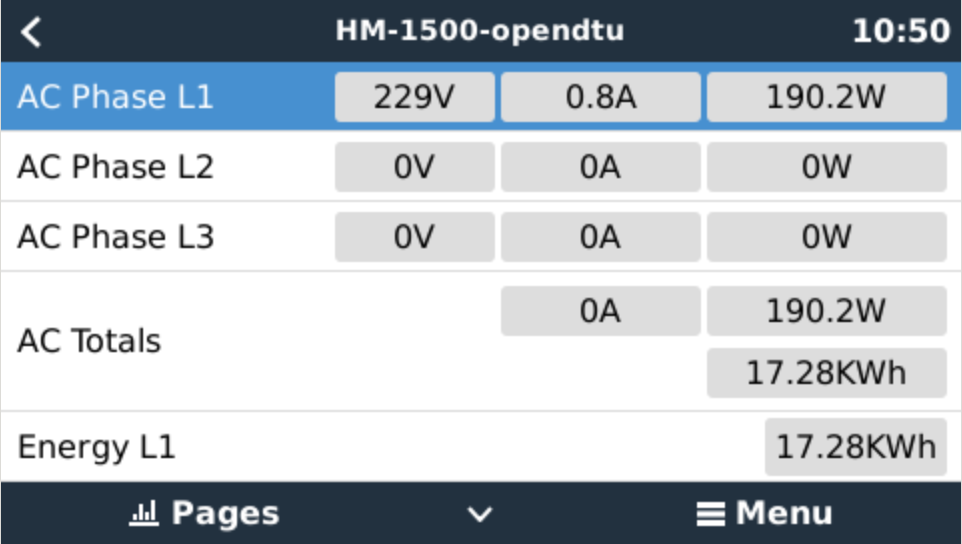 HM-1500-opendtu 10:50
AC Phase L1 229V 0.8A 190.2W
AC Phase L2 0V 0A 0W
AC Phase L3 0V 0A 0W
AC Totals 0A 190.2W
17.28KWh
Energy L1 17.28KWh
Pages Menu